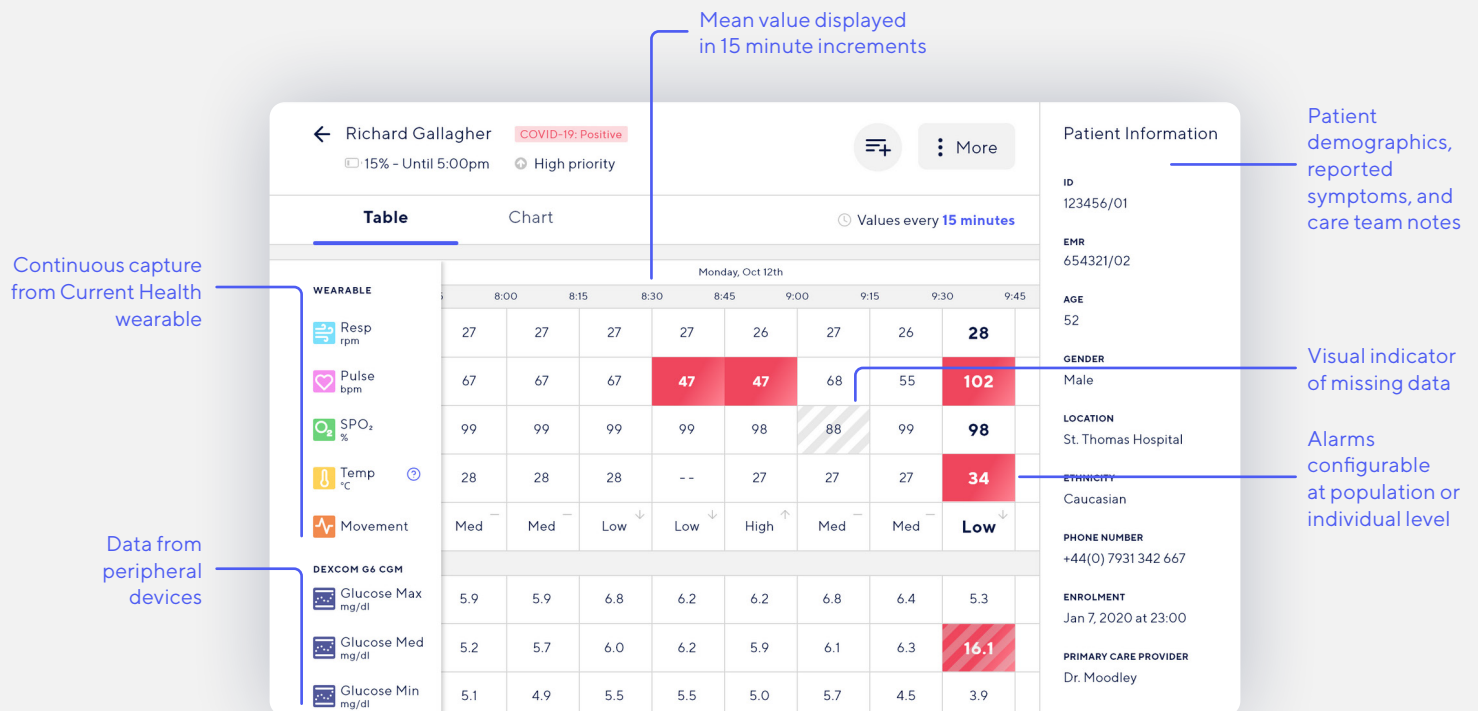 Mean value displayed
in 15 minute increments
Continuous capture
from Current Health
wearable
Data from
peripheral
devices
Richard Gallagher COVID-19: Positive
15% - Until 5:00pm High priority
More
Table Chart Values every 15 minutes
Monday, Oct 12th
8:00 8:15 8:30 8:45 9:00 9:15 9:30 9:45
WEARABLE
Resp
rpm
27 27 27 27 26 27 26 28
Pulse
bpm
67 67 67 47 47 68 55 102
SPO₂
%
99 99 99 99 98 88 99 98
Temp
°C
?
28 28 28 -- 27 27 27 34
Movement
Med Med Low Low High Med Med Low
DEXCOM G6 CGM
Glucose Max
mg/dl
5.9 5.9 6.8 6.2 6.2 6.8 6.4 5.3
Glucose Med
mg/dl
5.2 5.7 6.0 6.2 5.9 6.1 6.3 16.1
Glucose Min
mg/dl
5.1 4.9 5.5 5.5 5.0 5.7 4.5 3.9
Patient Information
ID
123456/01
EMR
654321/02
AGE
52
GENDER
Male
LOCATION
St. Thomas Hospital
ETHNICITY
Caucasian
PHONE NUMBER
+44(0) 7931 342 667
ENROLMENT
Jan 7, 2020 at 23:00
PRIMARY CARE PROVIDER
Dr. Moodley
Patient
demographics,
reported
symptoms, and
care team notes
Visual indicator
of missing data
Alarms
configurable
at population or
individual level